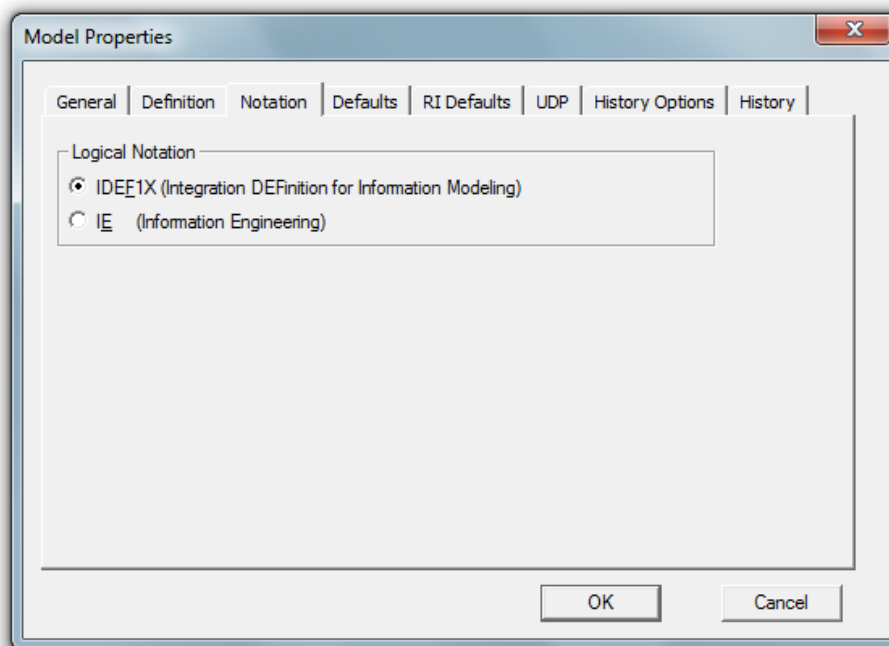 Model Properties
General Definition Notation Defaults RI Defaults UDP History Options History
Logical Notation
IDEF1X (Integration DEFinition for Information Modeling)
IE (Information Engineering)
OK Cancel